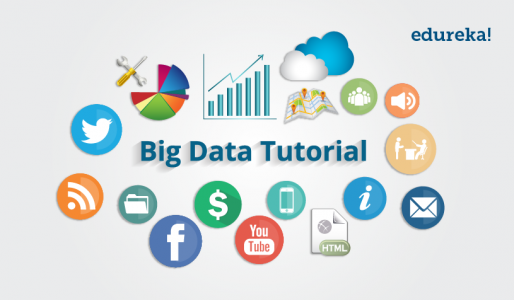 edureka!
Big Data Tutorial
$
i
f
You
Tube
HTML